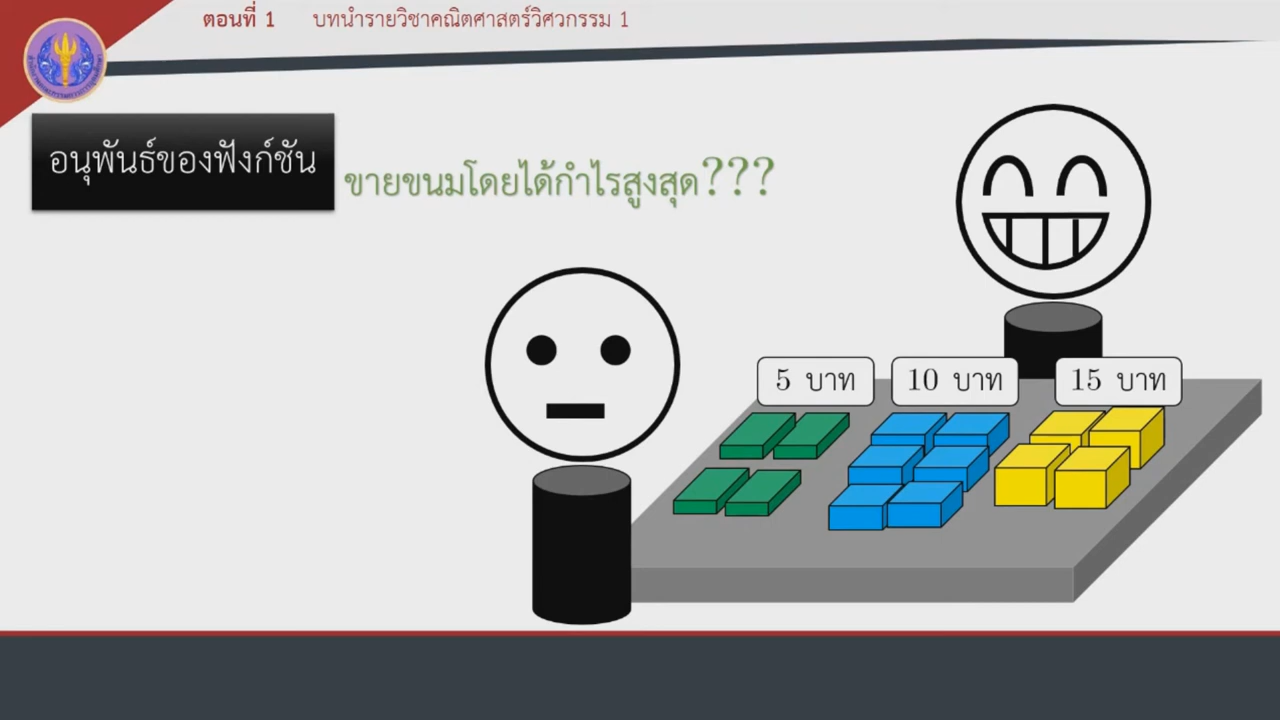 ตอนที่ 1 บทนำรายวิชาคณิตศาสตร์วิศวกรรม 1
อนุพันธ์ของฟังก์ชัน
ขายขนมโดยได้กำไรสูงสุด???
5 บาท
10 บาท
15 บาท